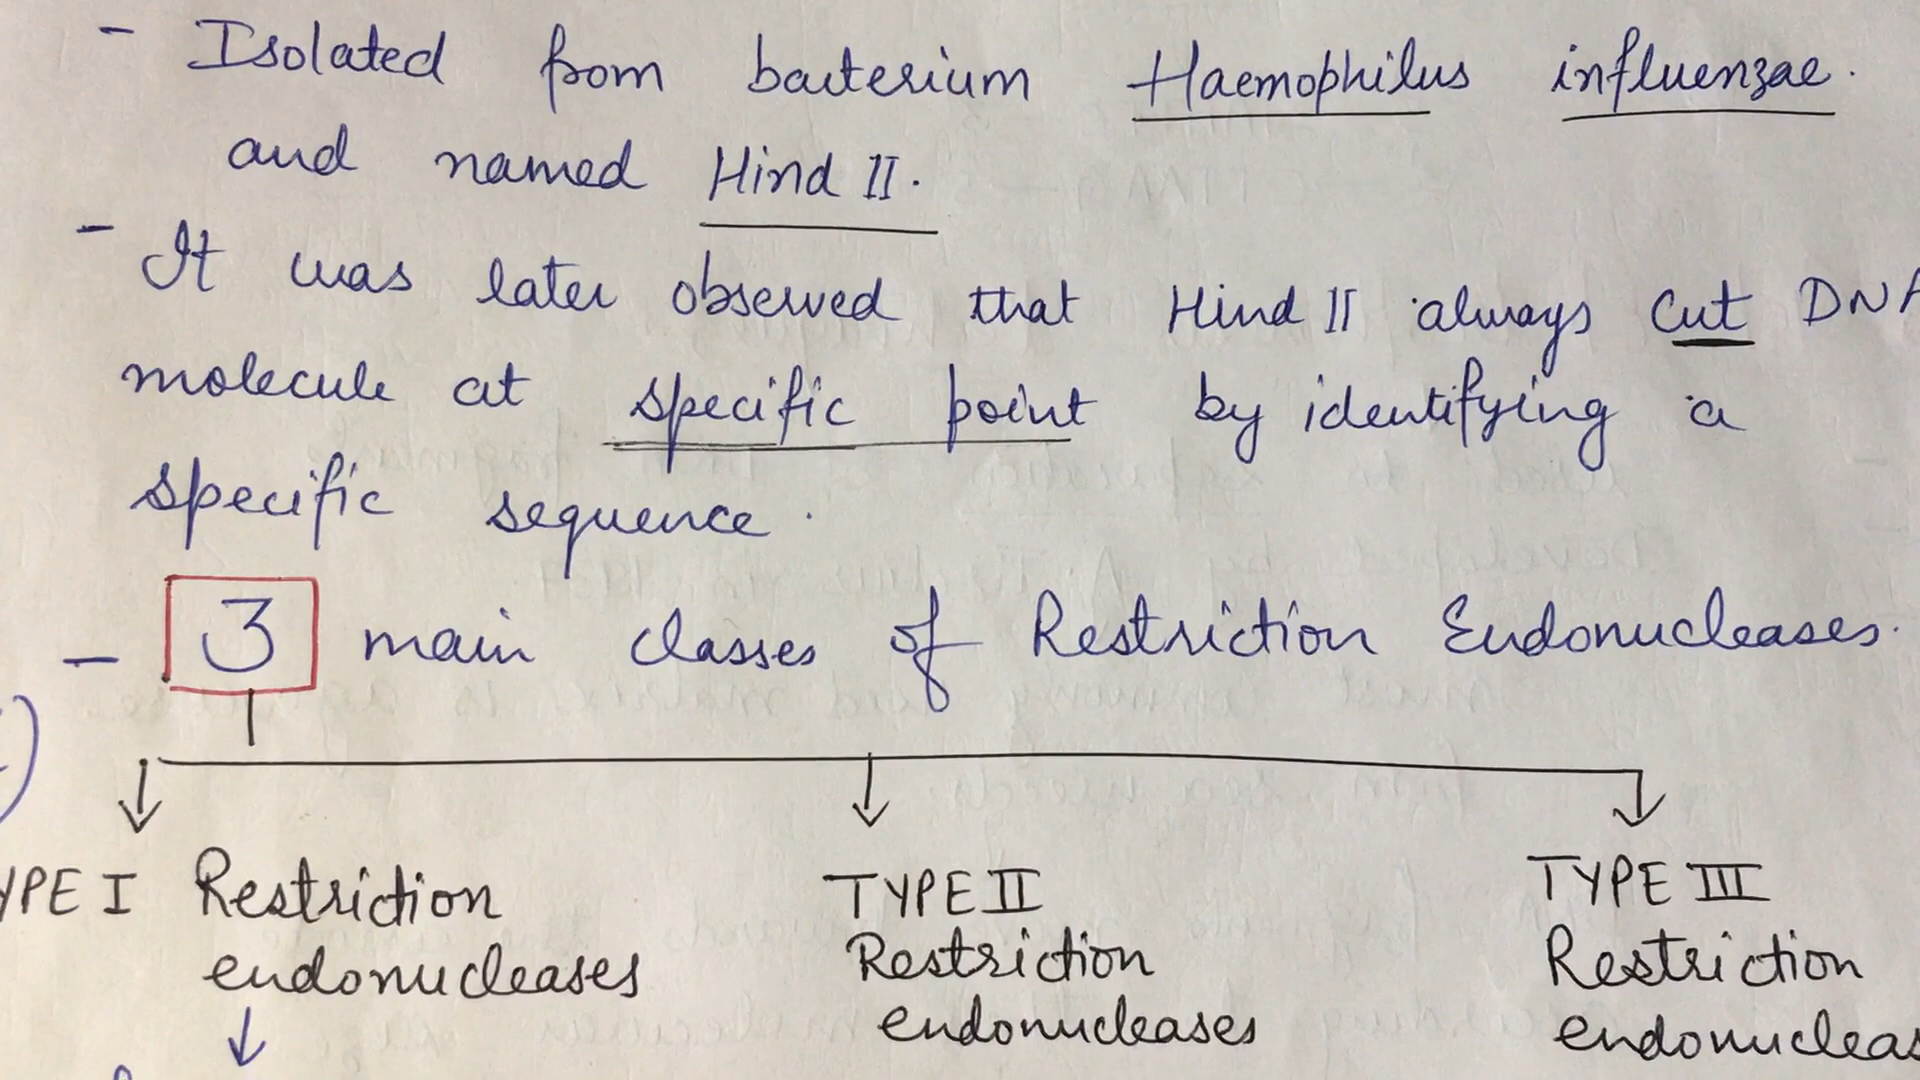 - Isolated from bacterium Haemophilus influenzae.
and named Hind II.
- It was later observed that Hind II always cut DNA
molecule at specific point by identifying a
specific sequence.
- 3 main classes of Restriction Endonucleases.
YPE I Restriction
endonucleases
TYPE II
Restriction
endonucleases
TYPE III
Restriction
endonucleas